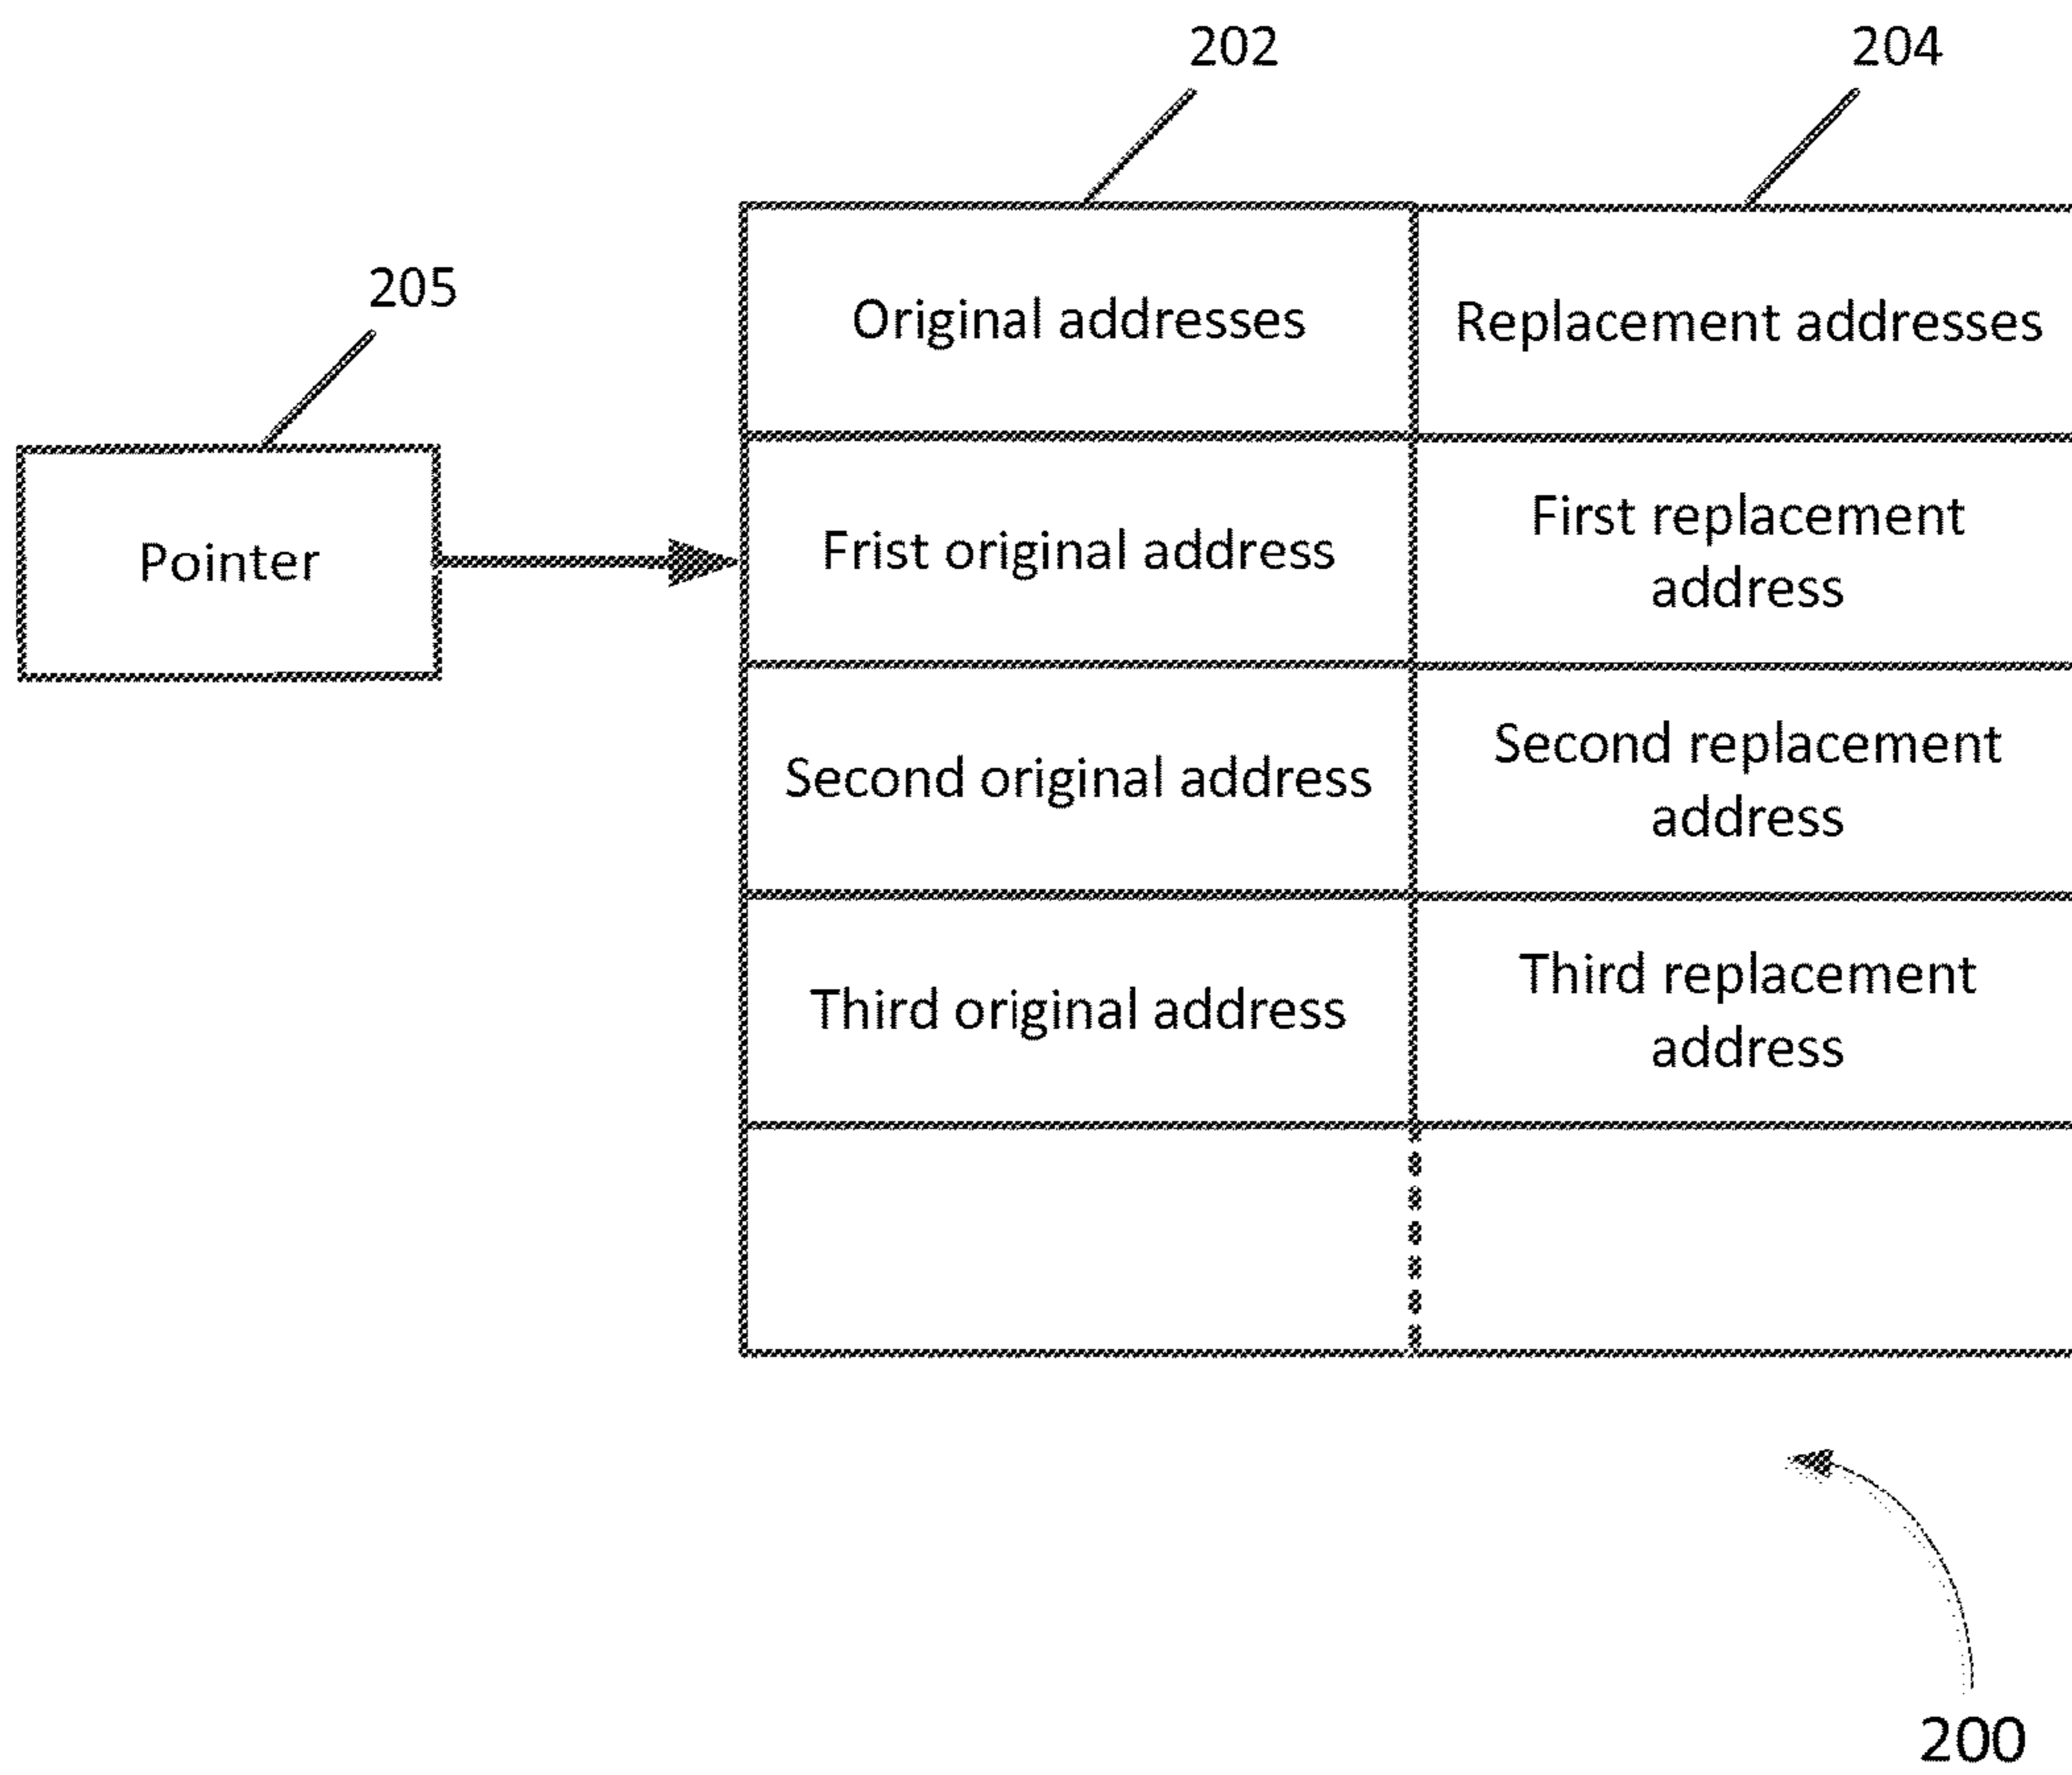 202
204
205
Original addresses
Replacement addresses
Pointer
Frist original address
First replacement
address
Second original address
Second replacement
address
Third original address
Third replacement
address
200